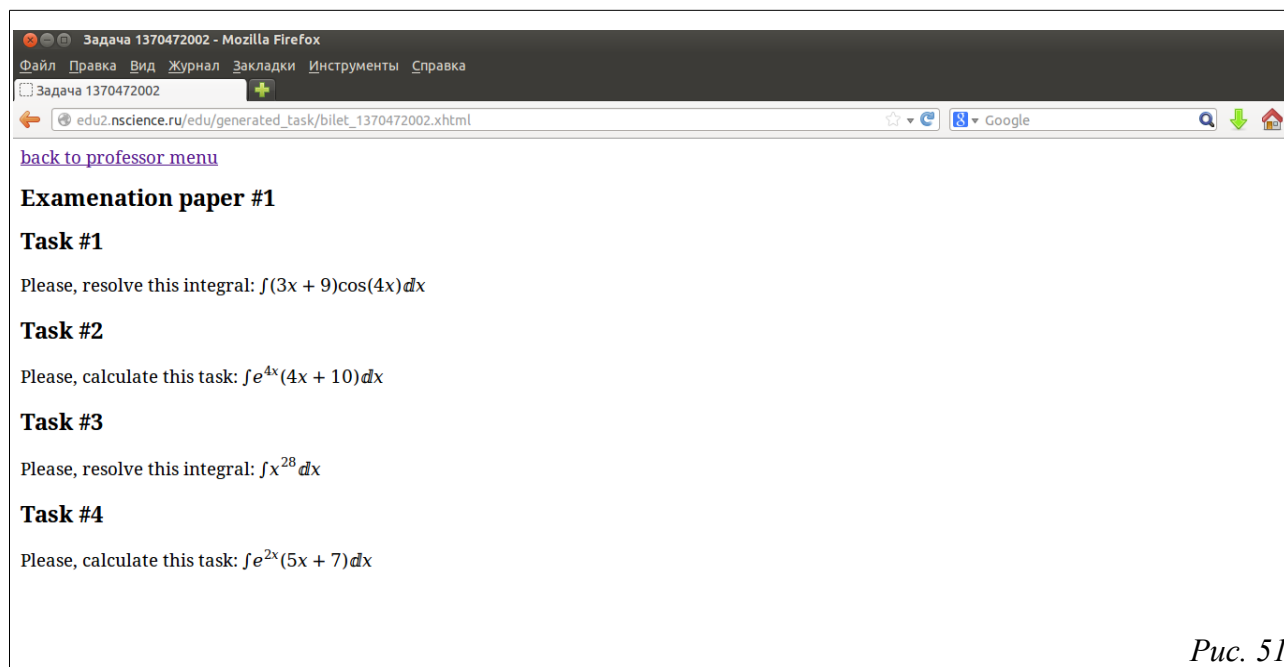 Задача 1370472002 - Mozilla Firefox
Файл Правка Вид Журнал Закладки Инструменты Справка
Задача 1370472002
edu2.nscience.ru/edu/generated_task/bilet_1370472002.xhtml Google
back to professor menu
Examenation paper #1
Task #1
Please, resolve this integral: ∫(3x + 9)cos(4x)ⅆx
Task #2
Please, calculate this task: ∫e^{4x}(4x + 10)ⅆx
Task #3
Please, resolve this integral: ∫x^{28}ⅆx
Task #4
Please, calculate this task: ∫e^{2x}(5x + 7)ⅆx
Рис. 51